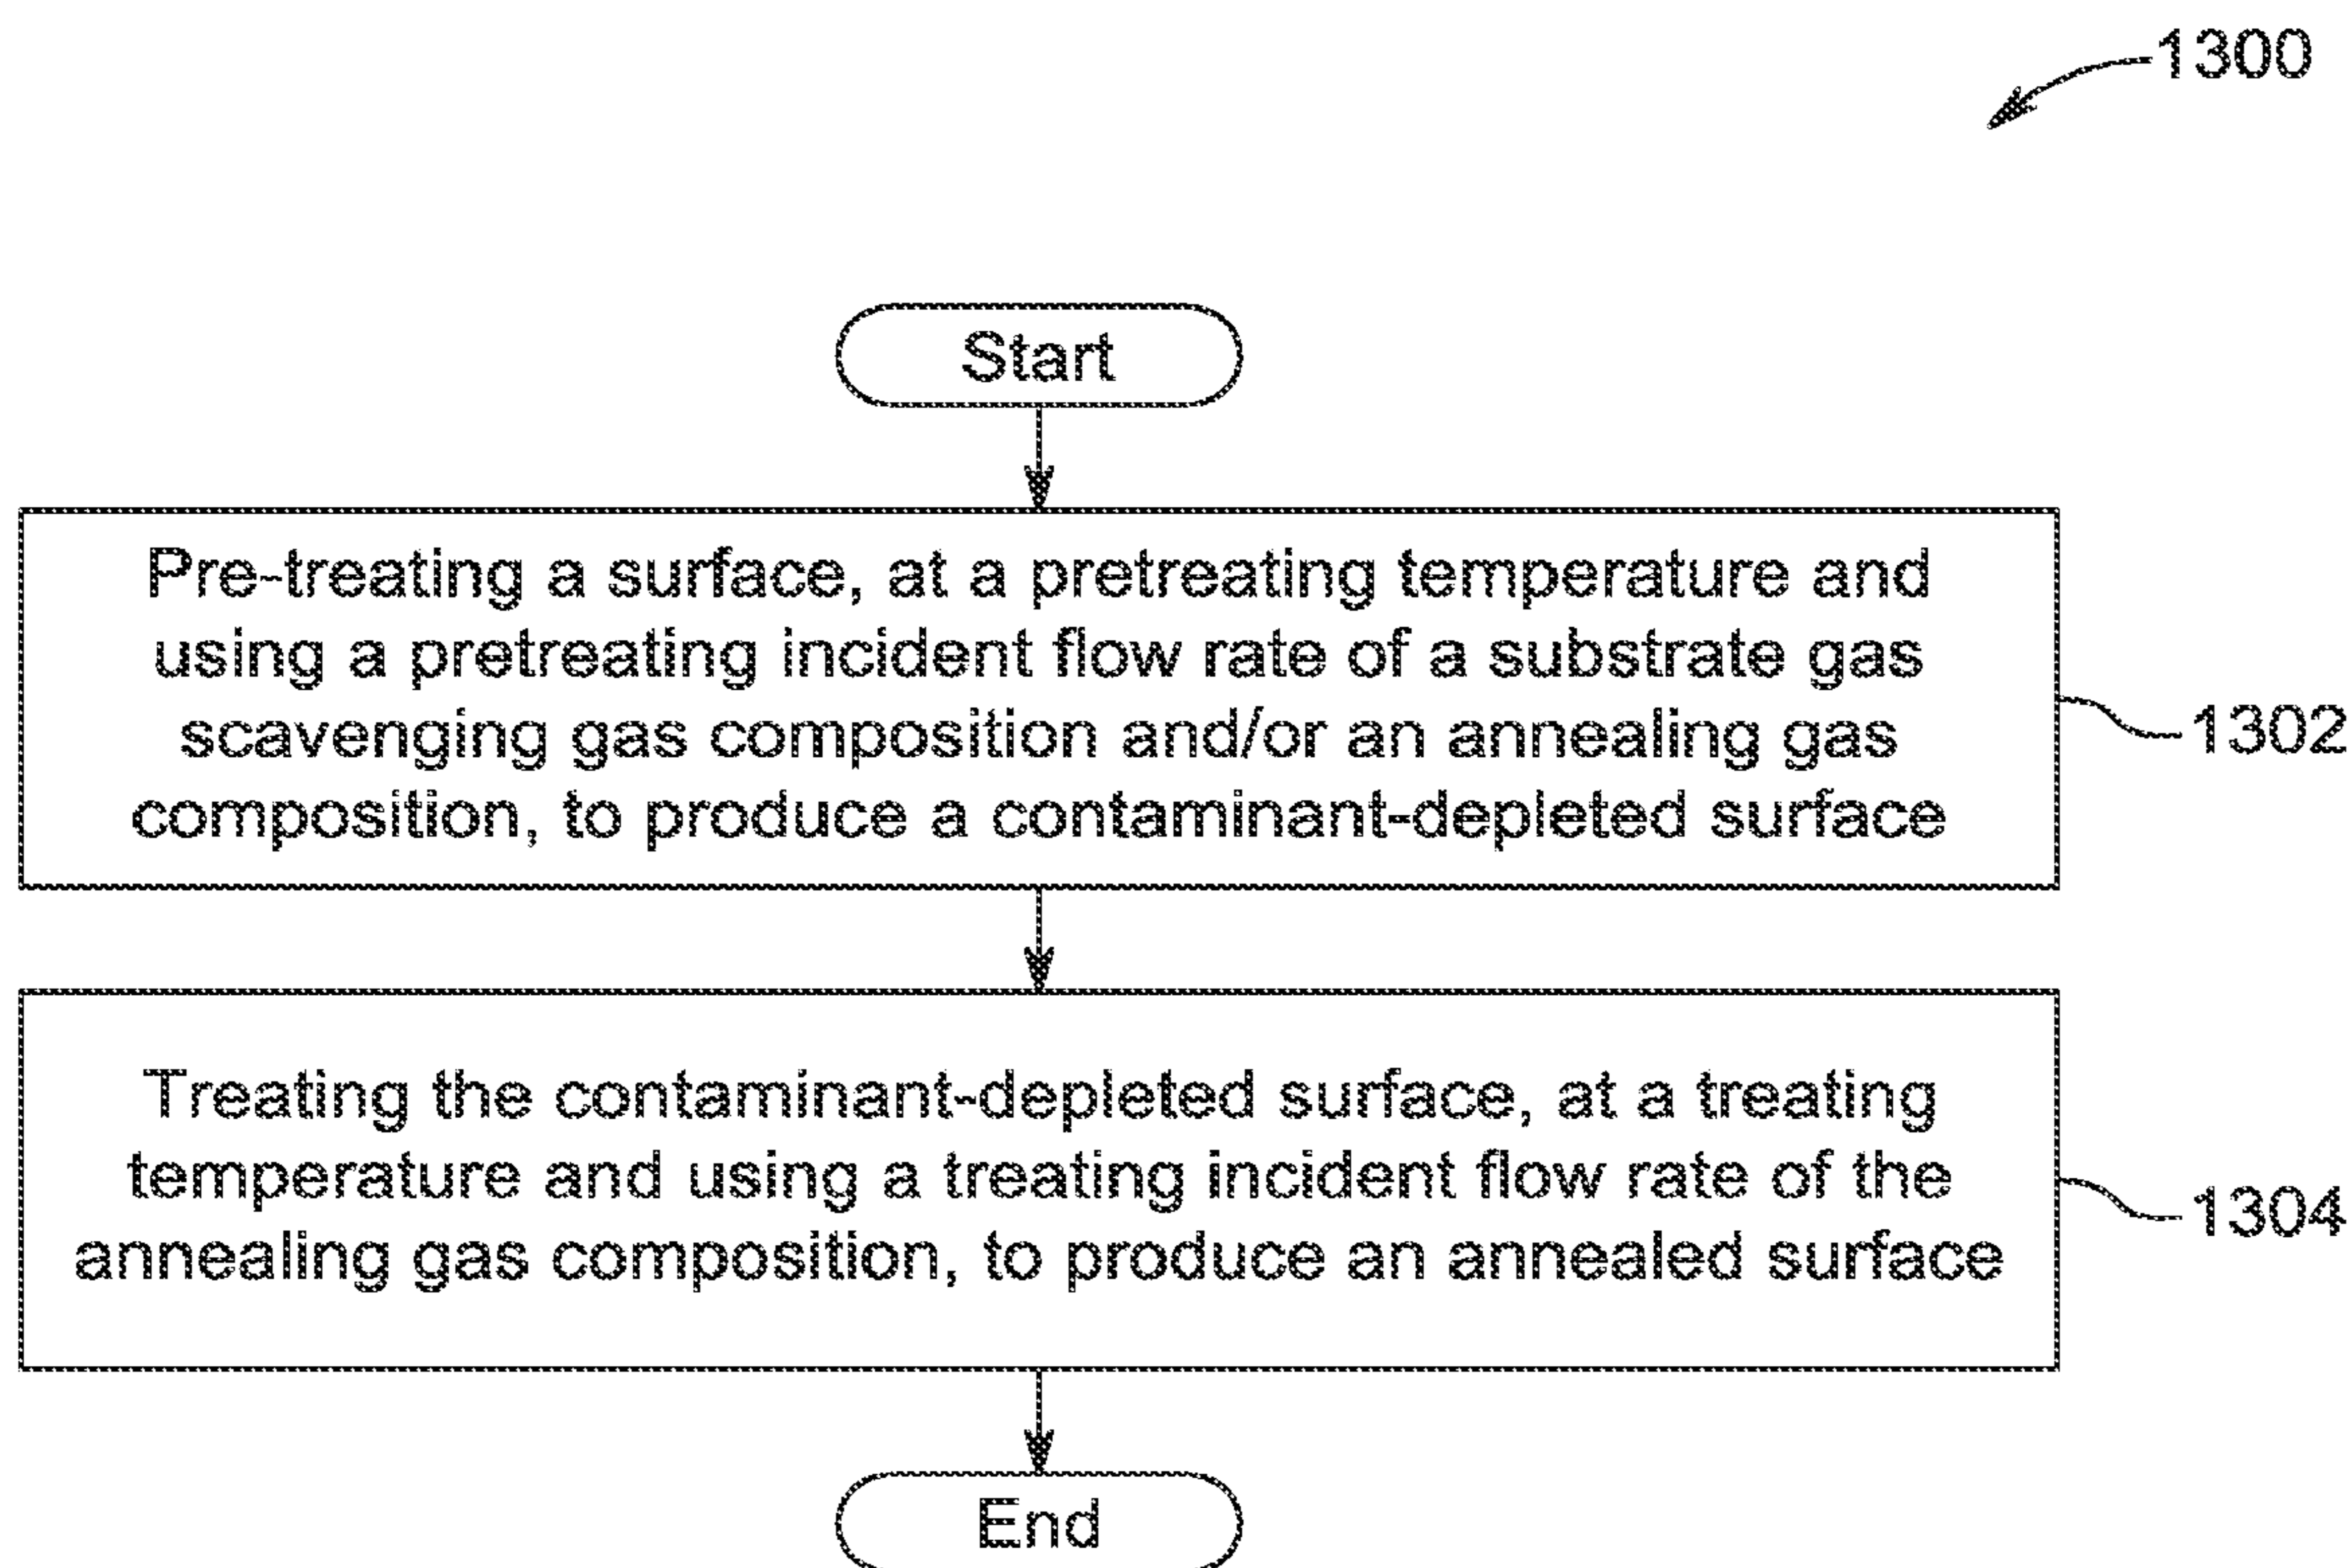 1300
Start
Pre-treating a surface, at a pretreating temperature and
using a pretreating incident flow rate of a substrate gas
scavenging gas composition and/or an annealing gas
composition, to produce a contaminant-depleted surface
1302
Treating the contaminant-depleted surface, at a treating
temperature and using a treating incident flow rate of the
annealing gas composition, to produce an annealed surface
1304
End